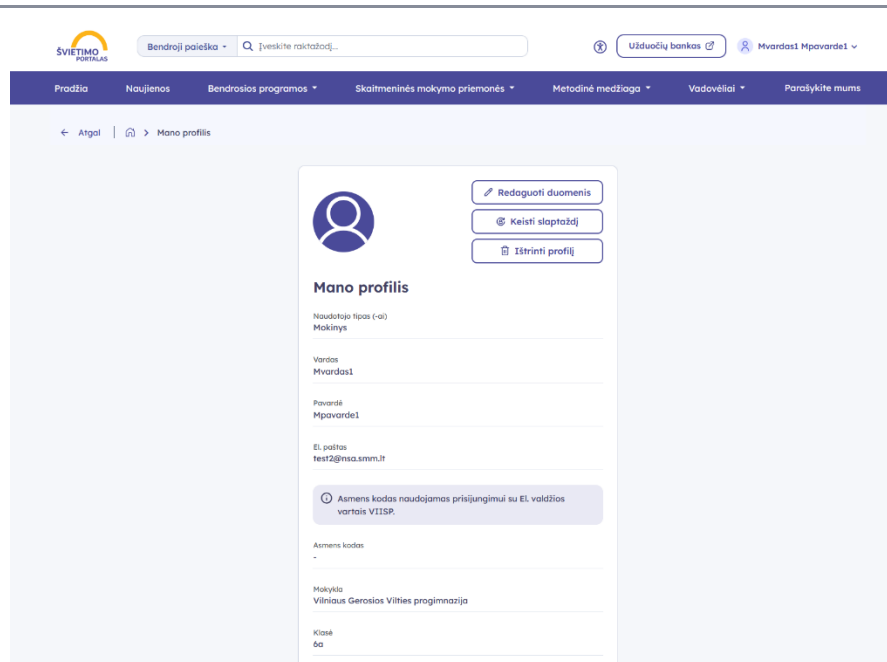 ŠVIETIMO
PORTALAS
Bendroji paieška
Įveskite raktažodį...
Užduočių bankas
Mvardas1 Mpavarde1
Pradžia
Naujienos
Bendrosios programos
Skaitmeninės mokymo priemonės
Metodinė medžiaga
Vadovėliai
Parašykite mums
Atgal
Mano profilis
Redaguoti duomenis
Keisti slaptaždį
Ištrinti profilį
Mano profilis
Naudotojo tipas (-ai)
Mokinys
Vardas
Mvardas1
Pavardė
Mpavarde1
El. paštas
test2@nsa.smm.lt
Asmens kodas naudojamas prisijungimui su El. valdžios
vartais VIISP.
Asmens kodas
-
Mokykla
Vilniaus Gerosios Vilties progimnazija
Klasė
6a